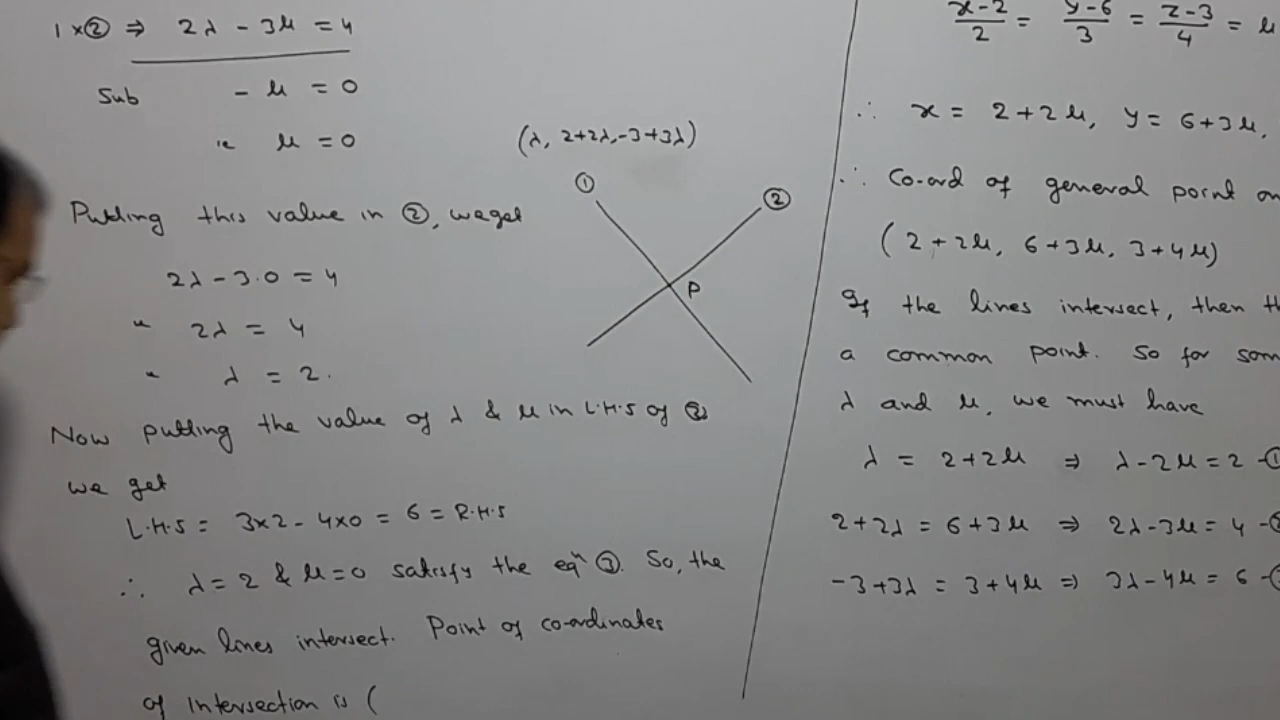 1 × ② ⇒ 2λ - 3μ = 4
Sub - μ = 0
ie μ = 0
Putting this value in ②, we get
2λ - 3.0 = 4
" 2λ = 4
" λ = 2.
Now putting the value of λ & μ in L.H.S of ③
we get
L.H.S = 3×2 - 4×0 = 6 = R.H.S
∴ λ = 2 & μ = 0 satisfy the eqⁿ ③. So, the
given lines intersect. Point of co-ordinates
of intersection is (
(λ, 2+2λ, -3+3λ)
① ②
P
x-2/2 = y-6/3 = z-3/4 = μ
∴ x = 2+2μ, y = 6+3μ,
∴ Co-ord of general point on
(2+2μ, 6+3μ, 3+4μ)
If the lines intersect, then
a common point. So for
λ and μ, we must have
λ = 2+2μ ⇒ λ-2μ = 2 -①
2+2λ = 6+3μ ⇒ 2λ-3μ = 4 -
-3+3λ = 3+4μ ⇒ 3λ-4μ = 6 -